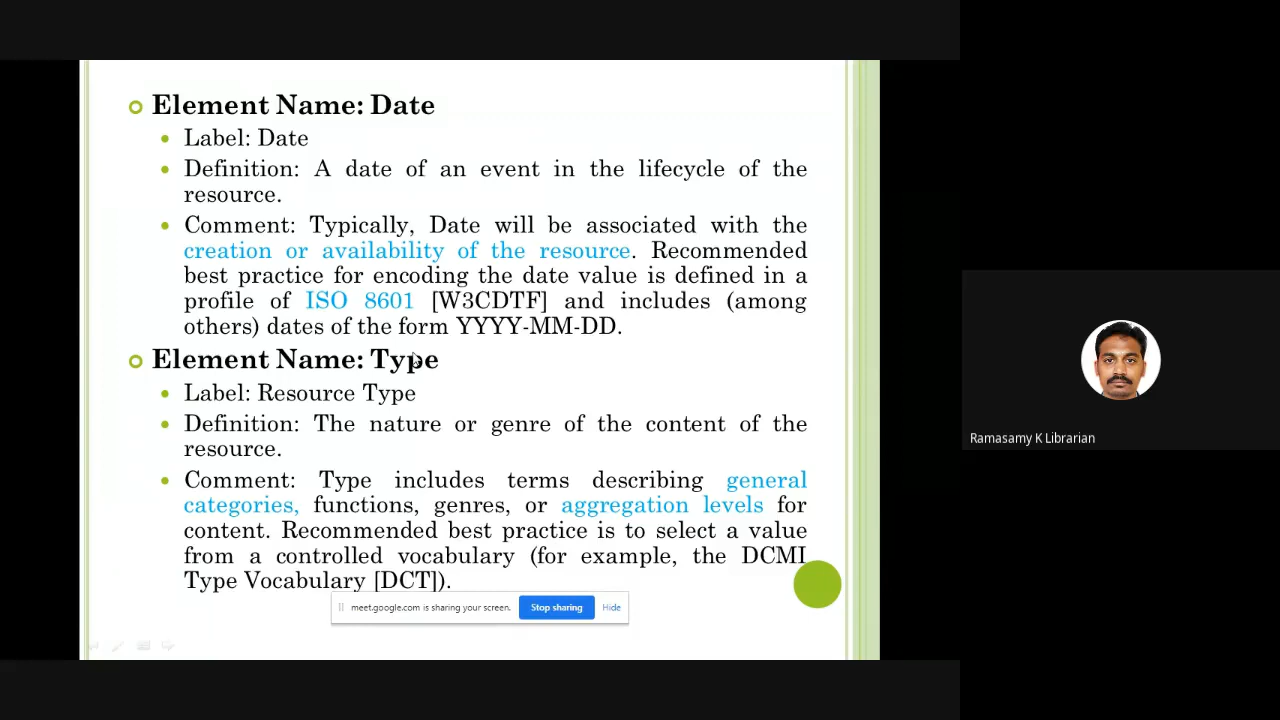 Element Name: Date
Label: Date
Definition: A date of an event in the lifecycle of the
resource.
Comment: Typically, Date will be associated with the
creation or availability of the resource. Recommended
best practice for encoding the date value is defined in a
profile of ISO 8601 [W3CDTF] and includes (among
others) dates of the form YYYY-MM-DD.
Element Name: Type
Label: Resource Type
Definition: The nature or genre of the content of the
resource.
Comment: Type includes terms describing general
categories, functions, genres, or aggregation levels for
content. Recommended best practice is to select a value
from a controlled vocabulary (for example, the DCMI
Type Vocabulary [DCT]).
meet.google.com is sharing your screen. Stop sharing Hide
Ramasamy K Librarian